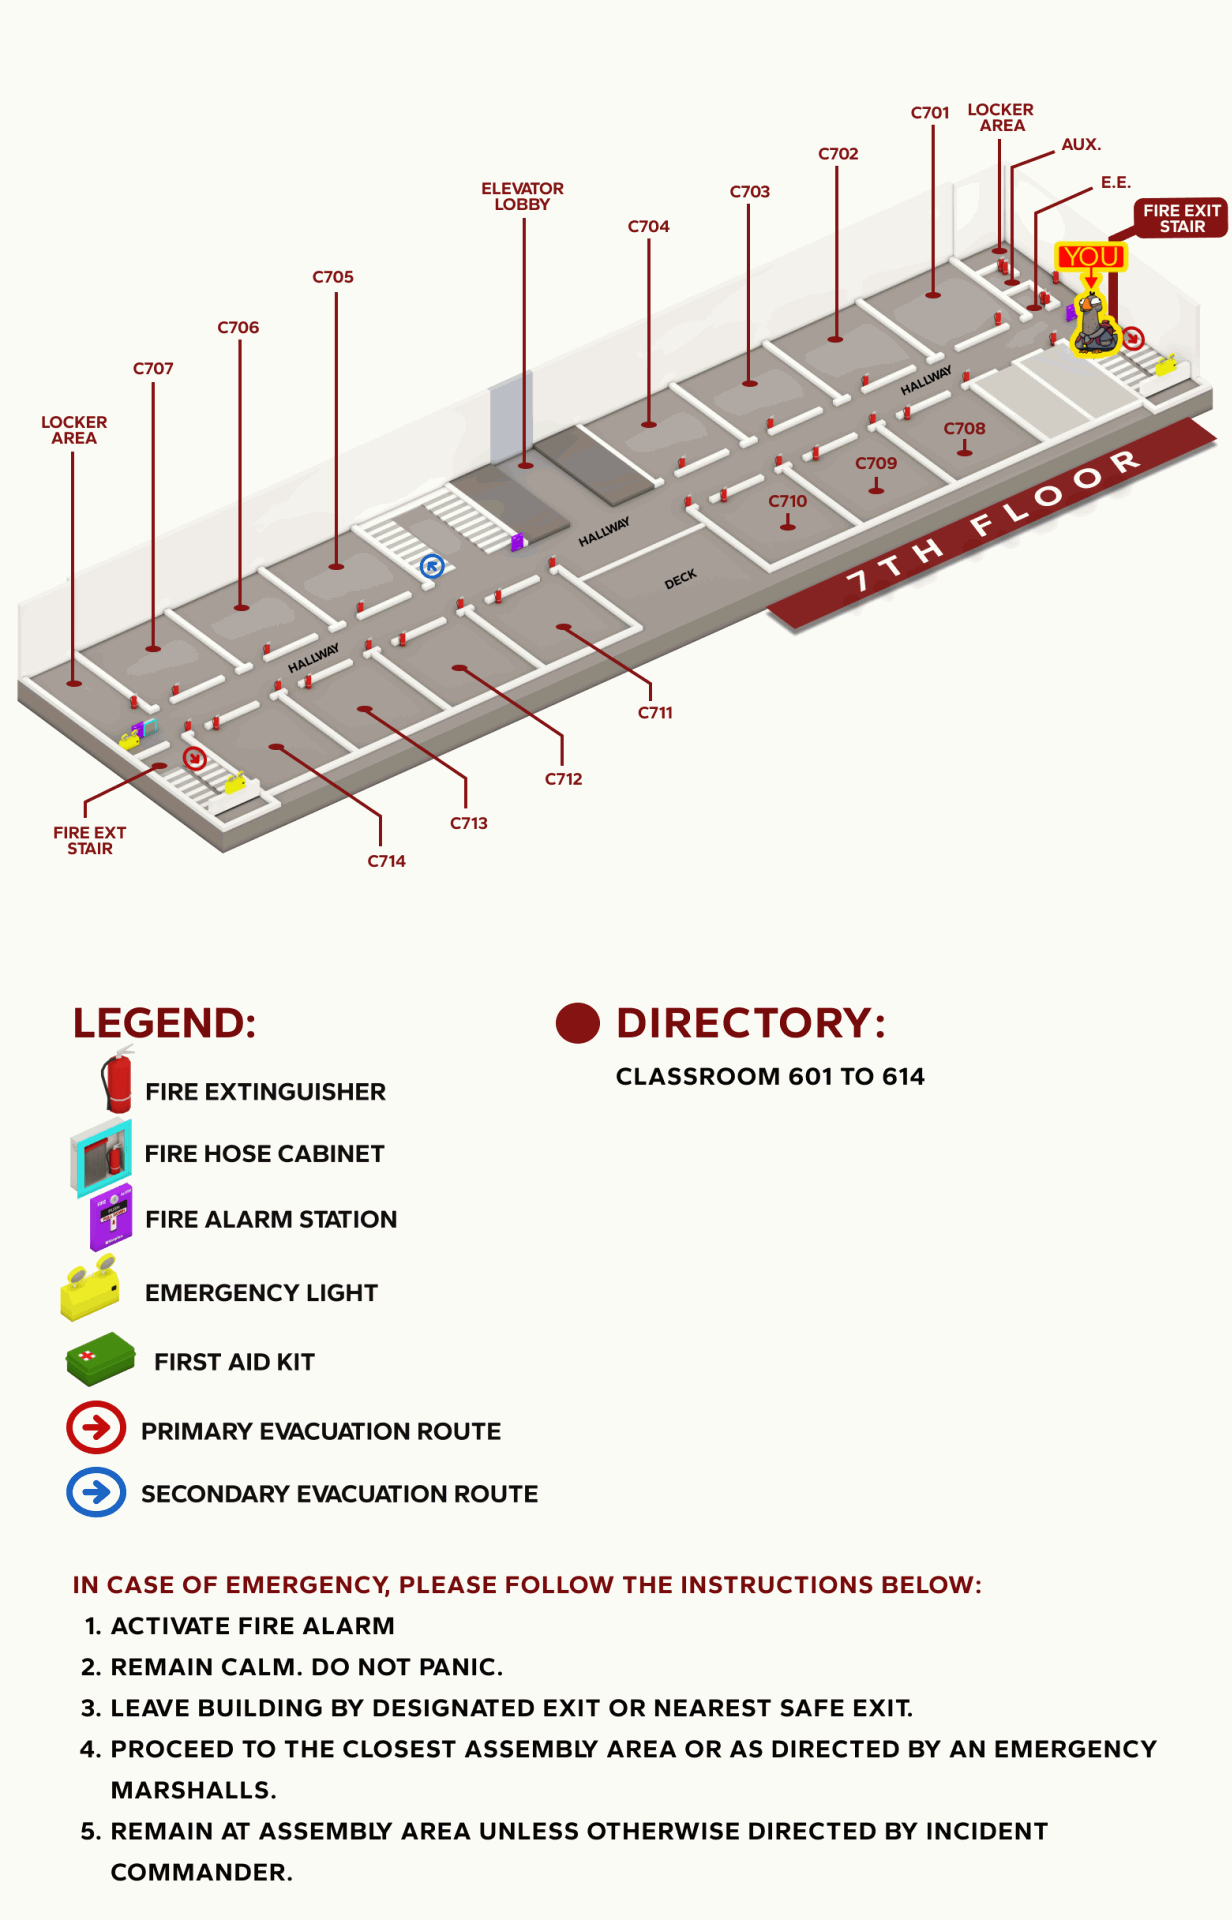 C701
LOCKER
AREA
AUX.
C702
E.E.
C703
ELEVATOR
LOBBY
FIRE EXIT
STAIR
C704
YOU
C705
C706
C707
HALLWAY
LOCKER
AREA
C708
C709
C710
7TH FLOOR
HALLWAY
DECK
HALLWAY
C711
C712
C713
FIRE EXT
STAIR
C714
LEGEND:
FIRE EXTINGUISHER
FIRE HOSE CABINET
FIRE ALARM STATION
EMERGENCY LIGHT
FIRST AID KIT
PRIMARY EVACUATION ROUTE
SECONDARY EVACUATION ROUTE
DIRECTORY:
CLASSROOM 601 TO 614
IN CASE OF EMERGENCY, PLEASE FOLLOW THE INSTRUCTIONS BELOW:
1. ACTIVATE FIRE ALARM
2. REMAIN CALM. DO NOT PANIC.
3. LEAVE BUILDING BY DESIGNATED EXIT OR NEAREST SAFE EXIT.
4. PROCEED TO THE CLOSEST ASSEMBLY AREA OR AS DIRECTED BY AN EMERGENCY
MARSHALLS.
5. REMAIN AT ASSEMBLY AREA UNLESS OTHERWISE DIRECTED BY INCIDENT
COMMANDER.